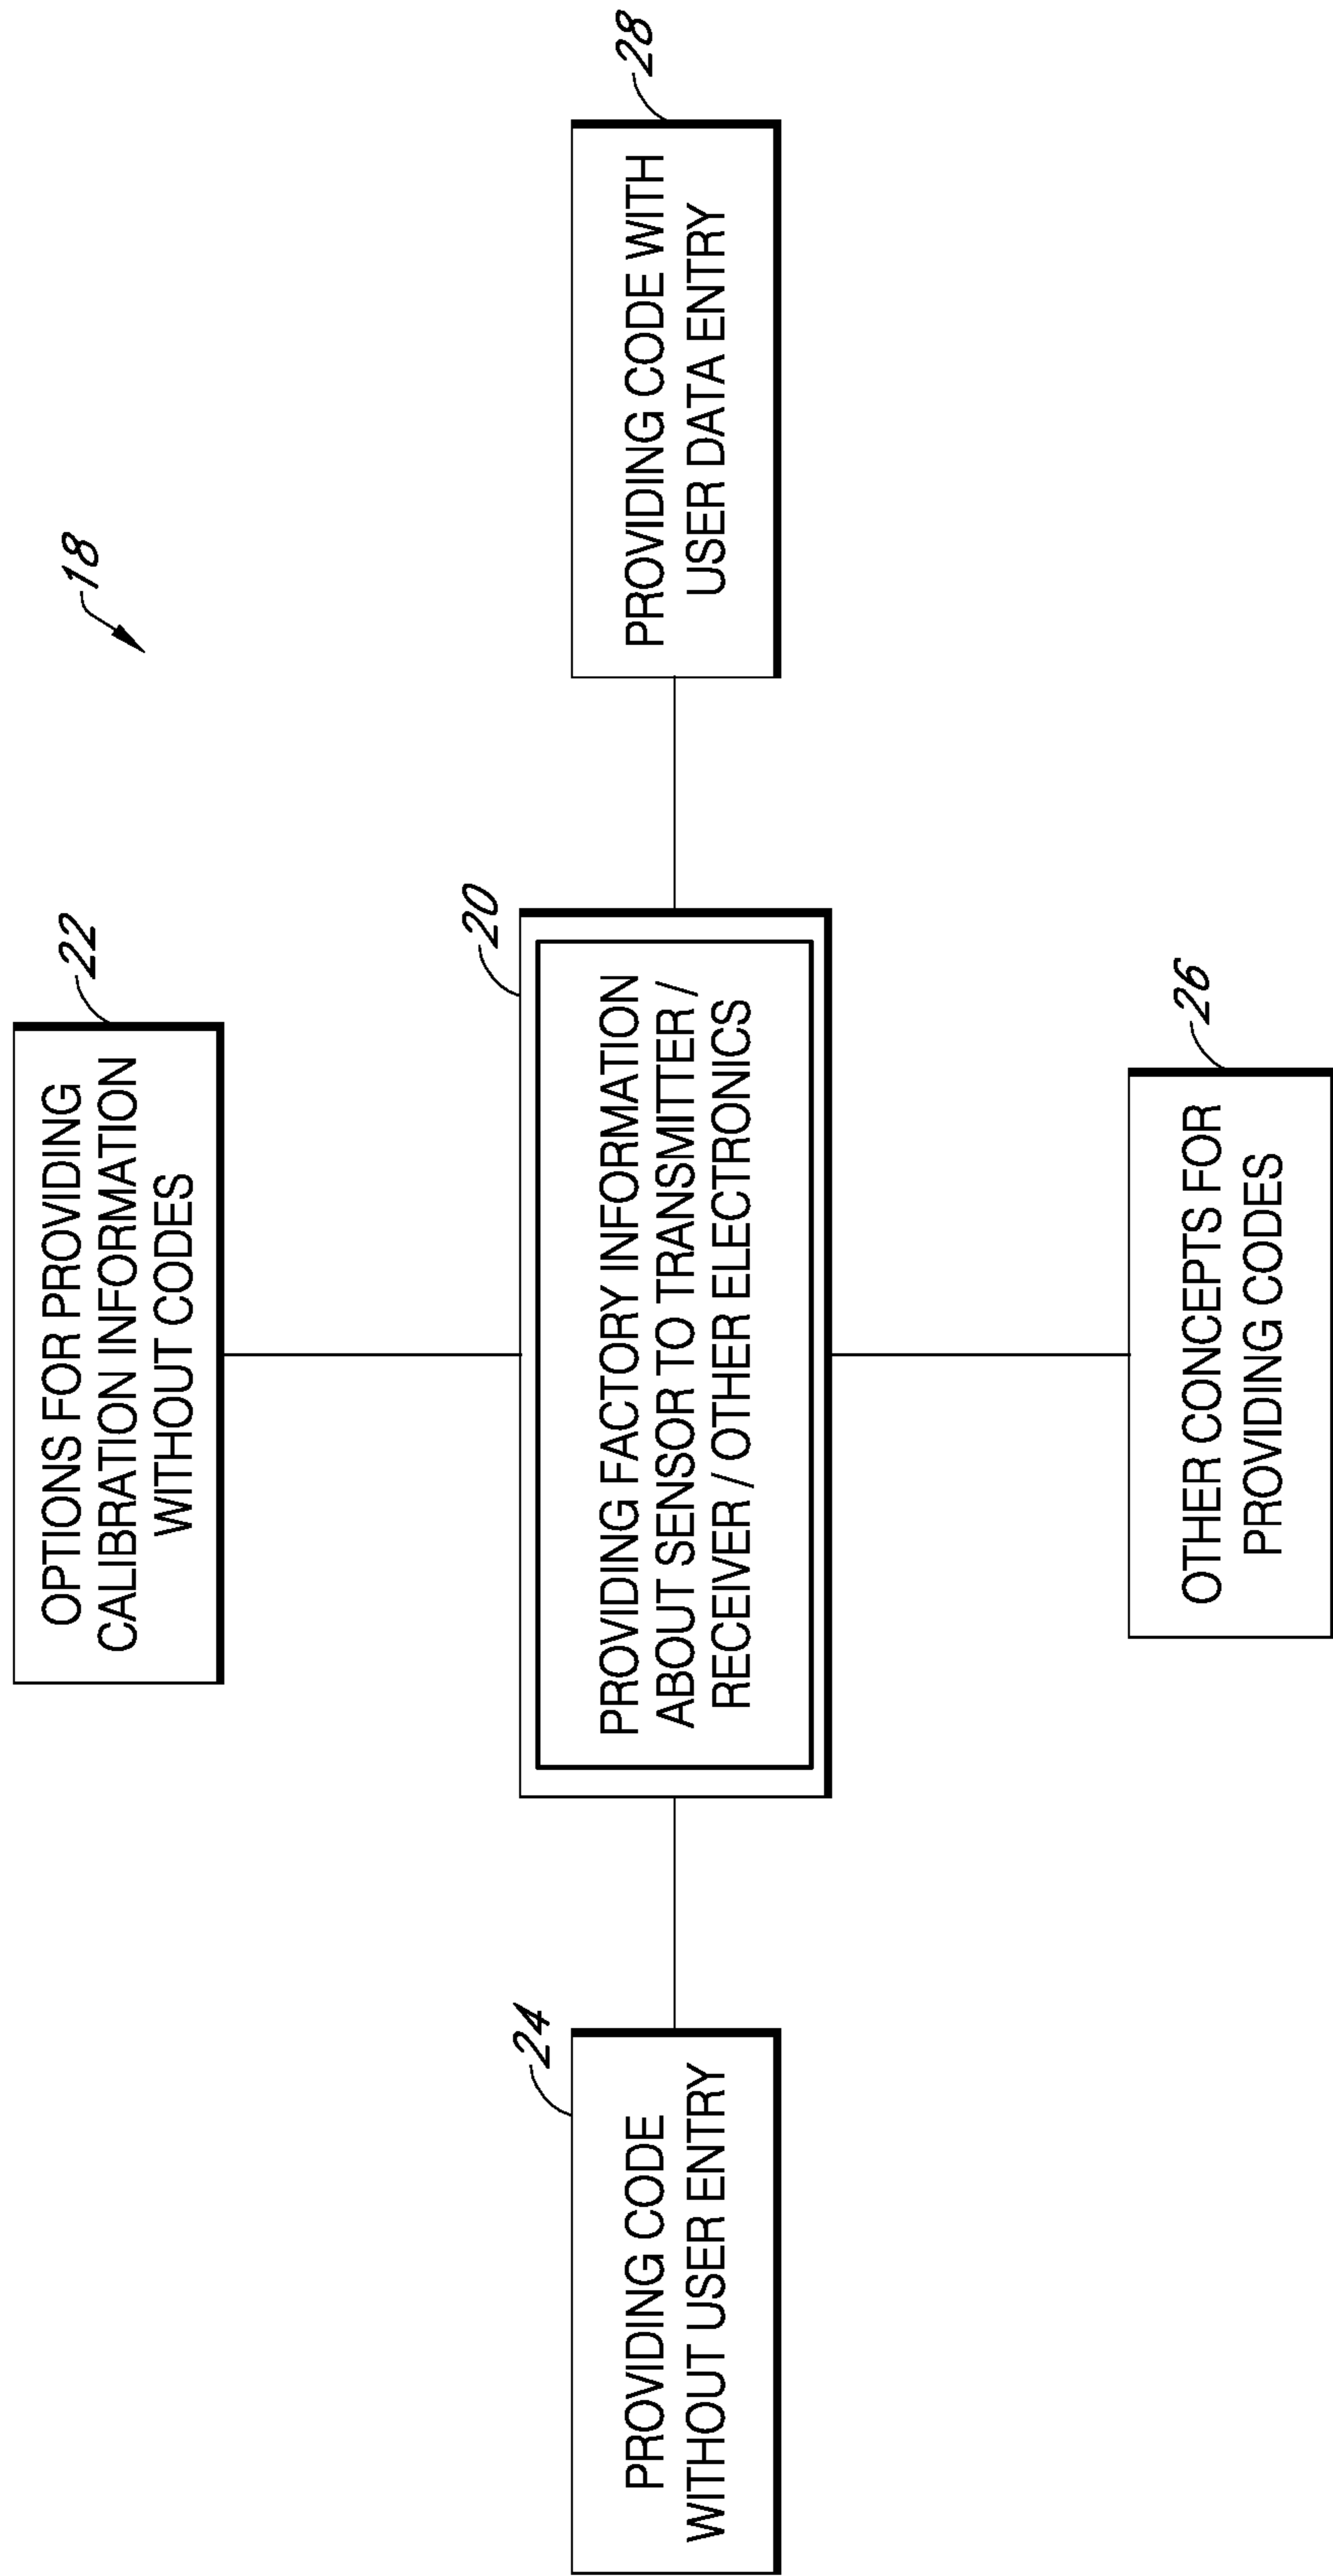 18
22
OPTIONS FOR PROVIDING
CALIBRATION INFORMATION
WITHOUT CODES
24
PROVIDING CODE
WITHOUT USER ENTRY
20
PROVIDING FACTORY INFORMATION
ABOUT SENSOR TO TRANSMITTER /
RECEIVER / OTHER ELECTRONICS
28
PROVIDING CODE WITH
USER DATA ENTRY
26
OTHER CONCEPTS FOR
PROVIDING CODES